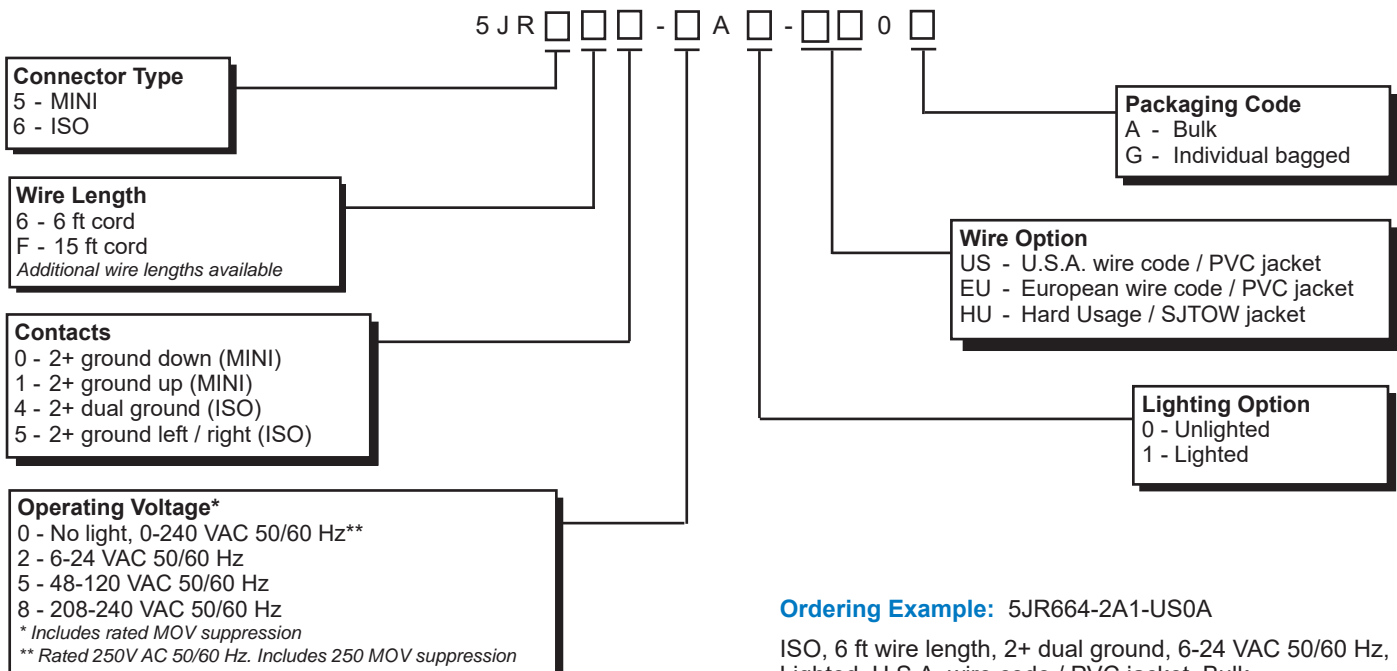 5 J R - A - 0
Connector Type
5 - MINI
6 - ISO
Wire Length
6 - 6 ft cord
F - 15 ft cord
Additional wire lengths available
Contacts
0 - 2+ ground down (MINI)
1 - 2+ ground up (MINI)
4 - 2+ dual ground (ISO)
5 - 2+ ground left / right (ISO)
Operating Voltage*
0 - No light, 0-240 VAC 50/60 Hz**
2 - 6-24 VAC 50/60 Hz
5 - 48-120 VAC 50/60 Hz
8 - 208-240 VAC 50/60 Hz
* Includes rated MOV suppression
** Rated 250V AC 50/60 Hz. Includes 250 MOV suppression
Packaging Code
A - Bulk
G - Individual bagged
Wire Option
US - U.S.A. wire code / PVC jacket
EU - European wire code / PVC jacket
HU - Hard Usage / SJTOW jacket
Lighting Option
0 - Unlighted
1 - Lighted
Ordering Example: 5JR664-2A1-US0A
ISO, 6 ft wire length, 2+ dual ground, 6-24 VAC 50/60 Hz,
Lighted, U.S.A. wire code / PVC jacket, Bulk